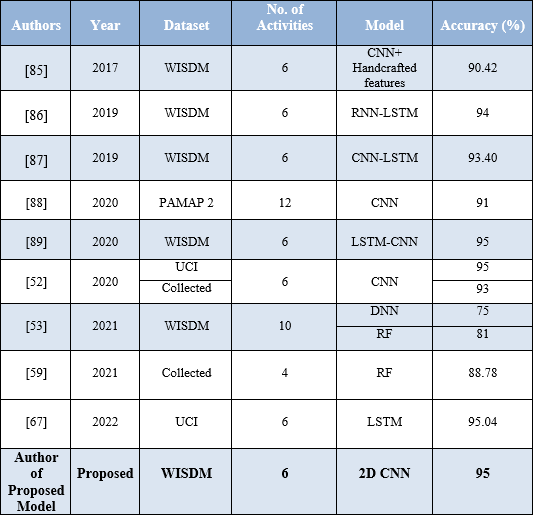 Authors Year Dataset No. of Activities Model Accuracy (%)
[85] 2017 WISDM 6 CNN+ Handcrafted features 90.42
[86] 2019 WISDM 6 RNN-LSTM 94
[87] 2019 WISDM 6 CNN-LSTM 93.40
[88] 2020 PAMAP 2 12 CNN 91
[89] 2020 WISDM 6 LSTM-CNN 95
[52] 2020 UCI 6 CNN 95
Collected 93
[53] 2021 WISDM 10 DNN 75
RF 81
[59] 2021 Collected 4 RF 88.78
[67] 2022 UCI 6 LSTM 95.04
Author of Proposed Model Proposed WISDM 6 2D CNN 95